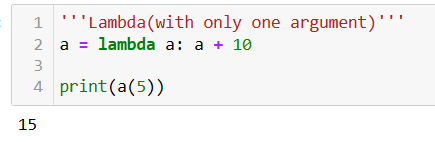 1 '''Lambda(with only one argument)'''
2 a = lambda a: a + 10
3
4 print(a(5))
15